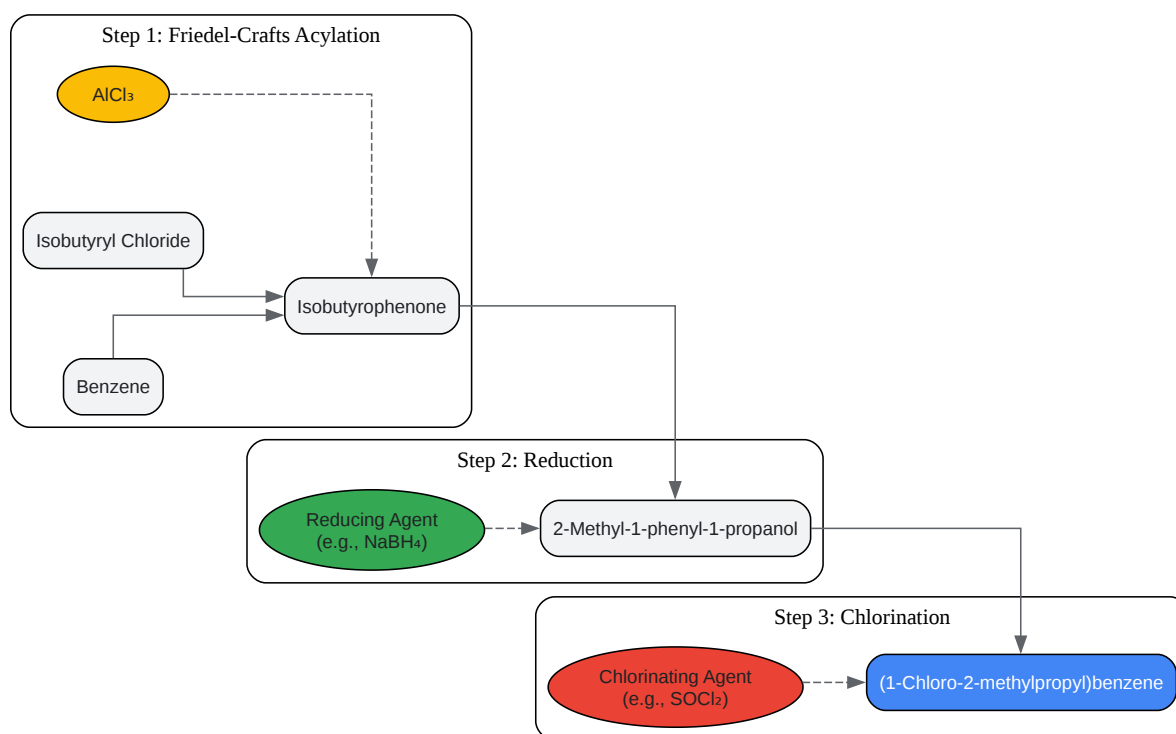 Step 1: Friedel-Crafts Acylation
AlCl₃
Isobutyryl Chloride
Isobutyrophenone
Benzene
Step 2: Reduction
Reducing Agent
(e.g., NaBH₄)
2-Methyl-1-phenyl-1-propanol
Step 3: Chlorination
Chlorinating Agent
(e.g., SOCl₂)
(1-Chloro-2-methylpropyl)benzene